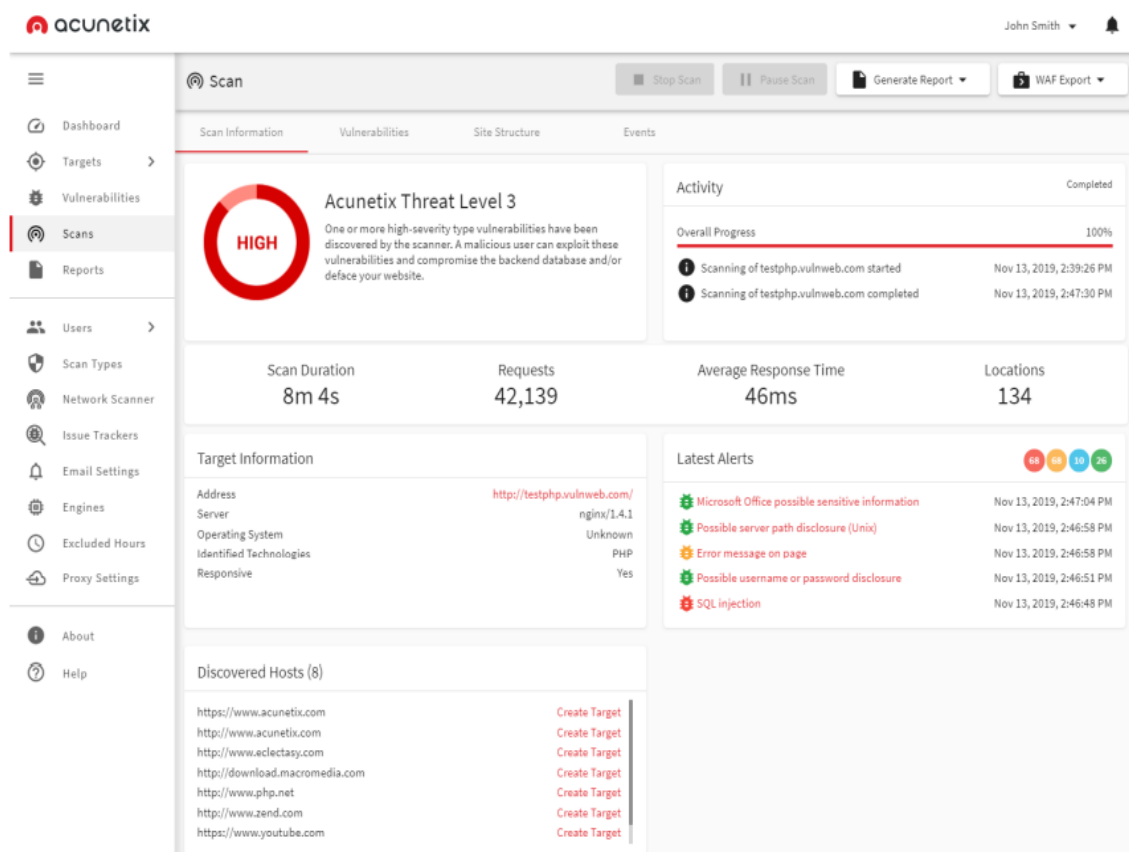 acunetix
John Smith
Scan
Stop Scan
Pause Scan
Generate Report
WAF Export
Dashboard
Targets
Vulnerabilities
Scans
Reports
Users
Scan Types
Network Scanner
Issue Trackers
Email Settings
Engines
Excluded Hours
Proxy Settings
About
Help
Scan Information
Vulnerabilities
Site Structure
Events
HIGH
Acunetix Threat Level 3
One or more high-severity type vulnerabilities have been
discovered by the scanner. A malicious user can exploit these
vulnerabilities and compromise the backend database and/or
deface your website.
Activity
Completed
Overall Progress 100%
Scanning of testphp.vulnweb.com started Nov 13, 2019, 2:39:26 PM
Scanning of testphp.vulnweb.com completed Nov 13, 2019, 2:47:30 PM
Scan Duration
8m 4s
Requests
42,139
Average Response Time
46ms
Locations
134
Target Information
Address http://testphp.vulnweb.com/
Server nginx/1.4.1
Operating System Unknown
Identified Technologies PHP
Responsive Yes
Latest Alerts
68 68 10 26
Microsoft Office possible sensitive information Nov 13, 2019, 2:47:04 PM
Possible server path disclosure (Unix) Nov 13, 2019, 2:46:58 PM
Error message on page Nov 13, 2019, 2:46:58 PM
Possible username or password disclosure Nov 13, 2019, 2:46:51 PM
SQL injection Nov 13, 2019, 2:46:48 PM
Discovered Hosts (8)
https://www.acunetix.com Create Target
http://www.acunetix.com Create Target
http://www.eclectasy.com Create Target
http://download.macromedia.com Create Target
http://www.php.net Create Target
http://www.zend.com Create Target
https://www.youtube.com Create Target